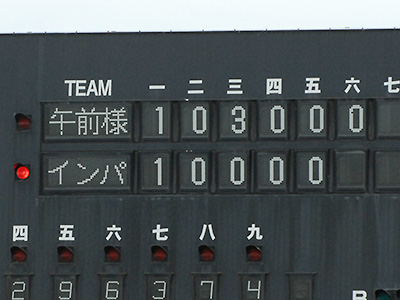 TEAM 一 二 三 四 五 六 七
午前様 1 0 3 0 0 0
インパ 1 0 0 0 0
四 五 六 七 八 九
2 9 6 3 7 4
B